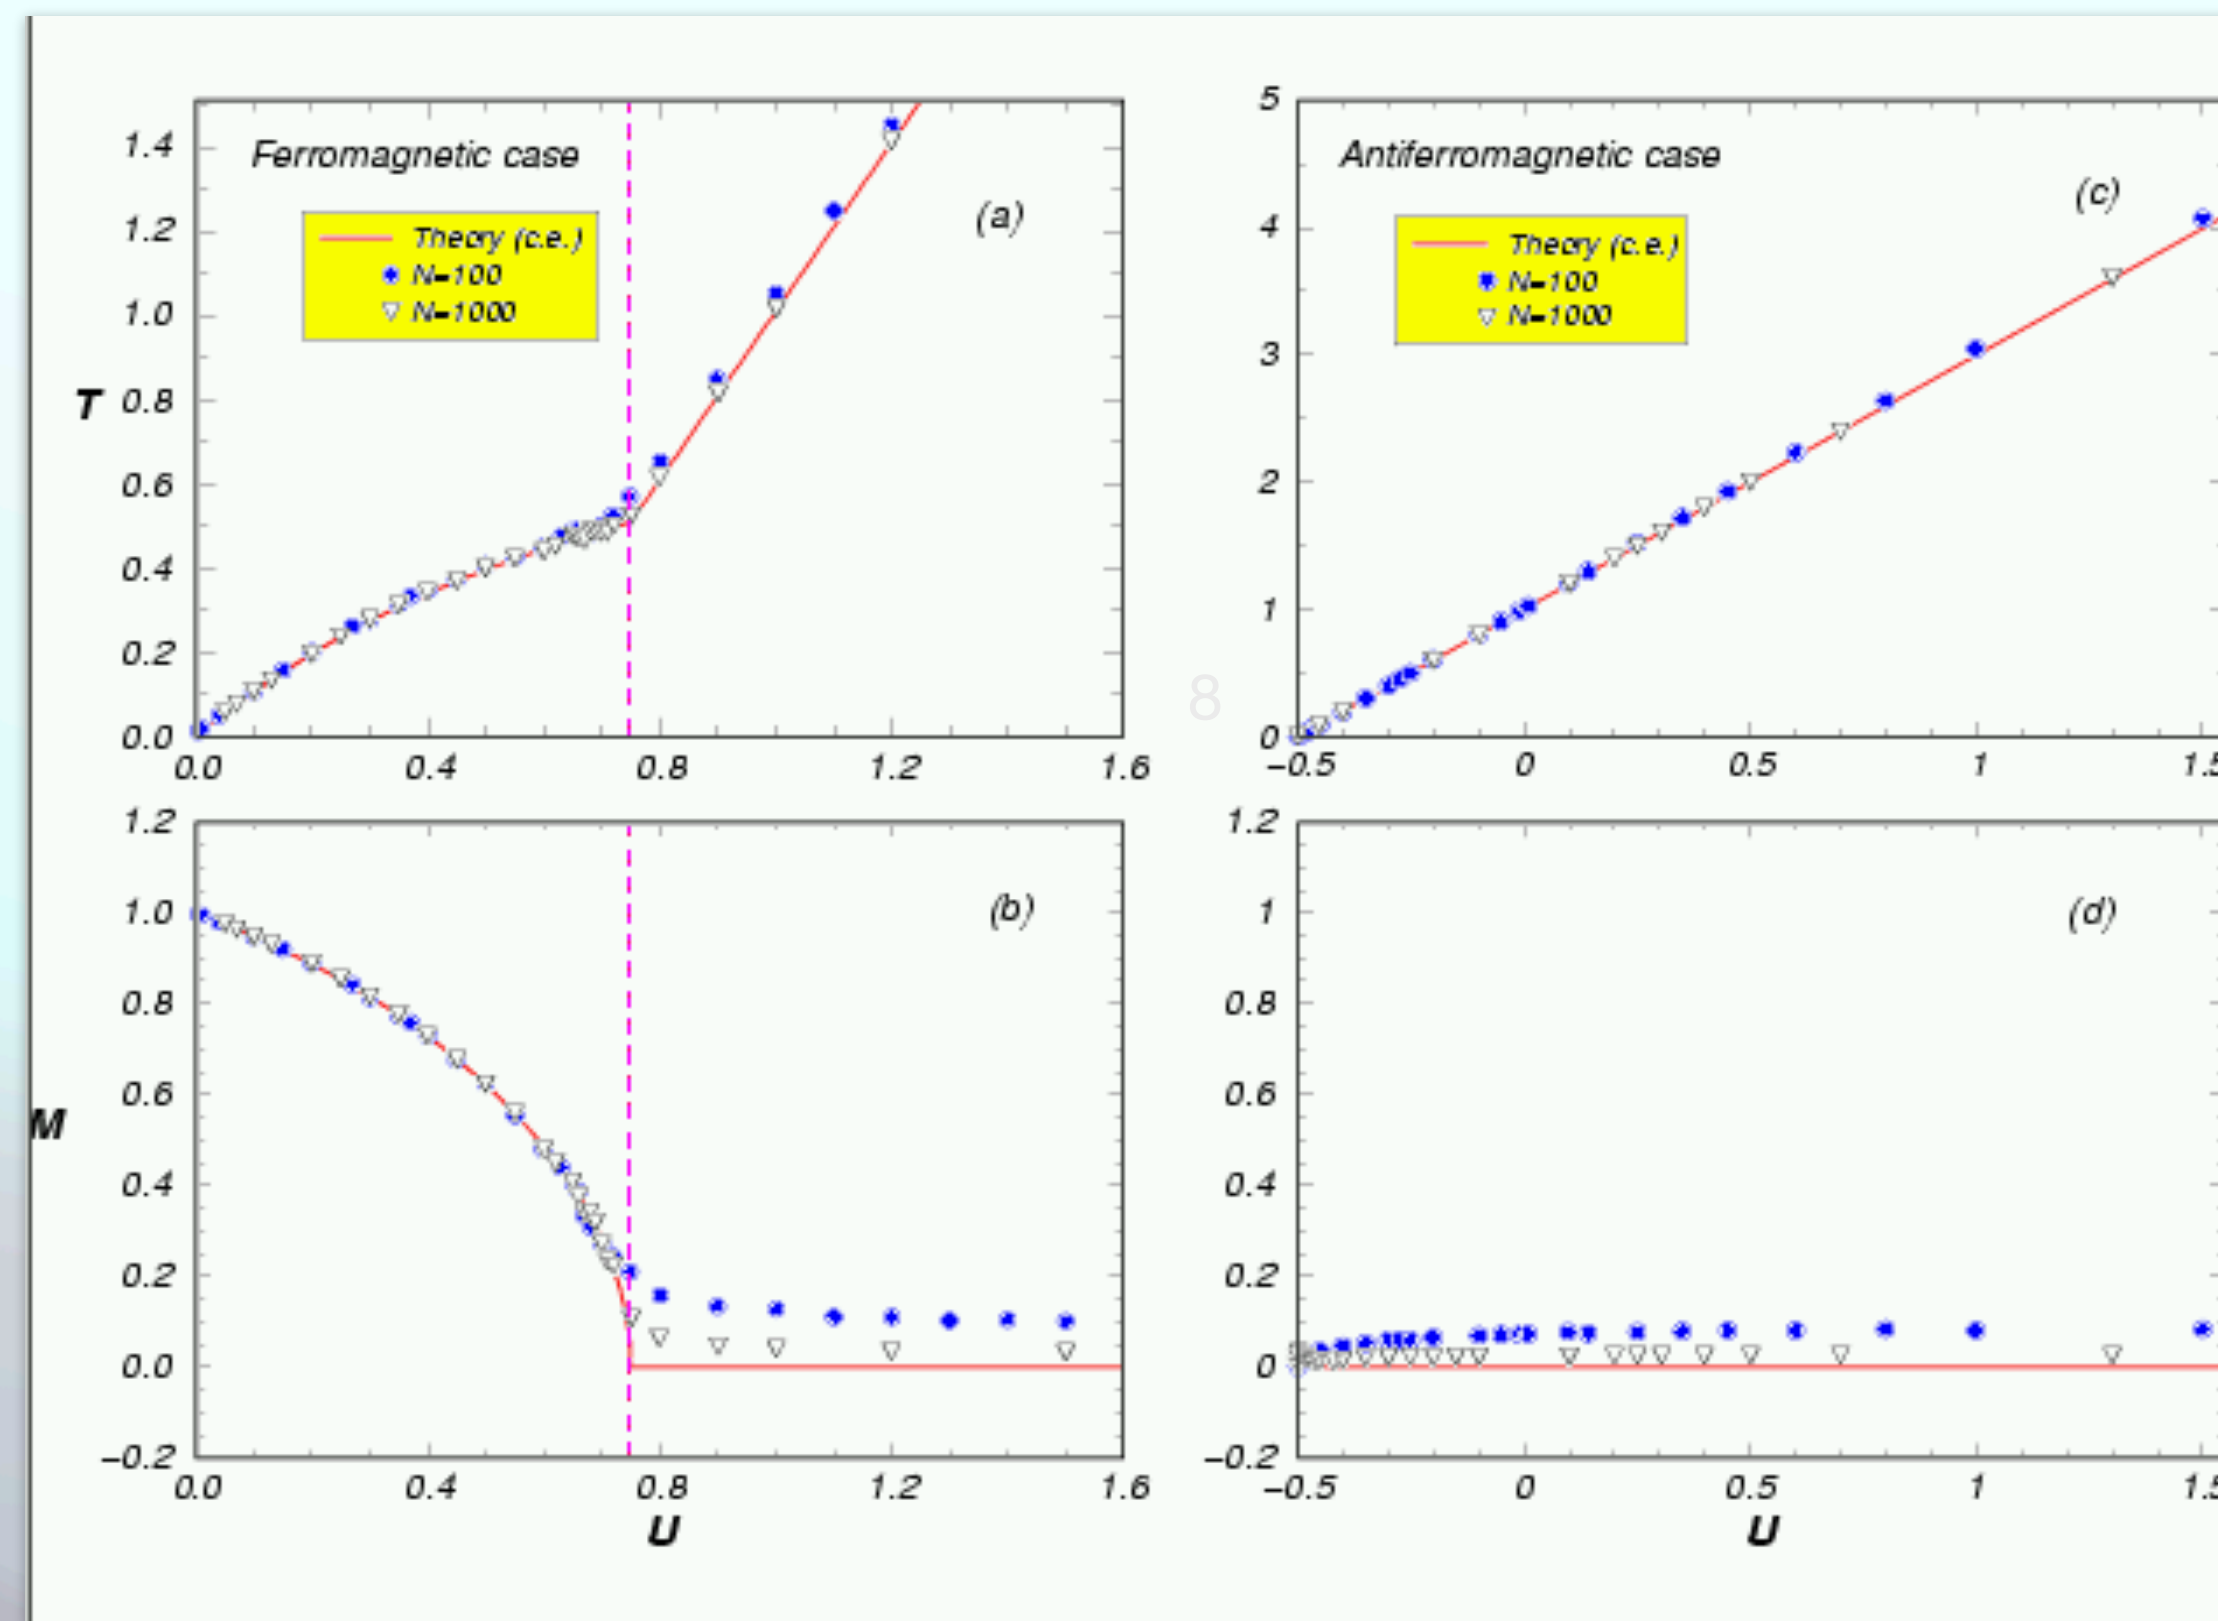 Ferromagnetic case
Theory (c.e.)
N=100
N=1000
(a)
T
1.4
1.2
1.0
0.8
0.6
0.4
0.2
0.0
0.0 0.4 0.8 1.2 1.6
Antiferromagnetic case
Theory (c.e.)
N=100
N=1000
(c)
5
4
3
2
1
0
−0.5 0 0.5 1 1.5
8
(b)
M
1.2
1.0
0.8
0.6
0.4
0.2
0.0
−0.2
0.0 0.4 0.8 1.2 1.6
U
(d)
1.2
1
0.8
0.6
0.4
0.2
0
−0.2
−0.5 0 0.5 1 1.5
U